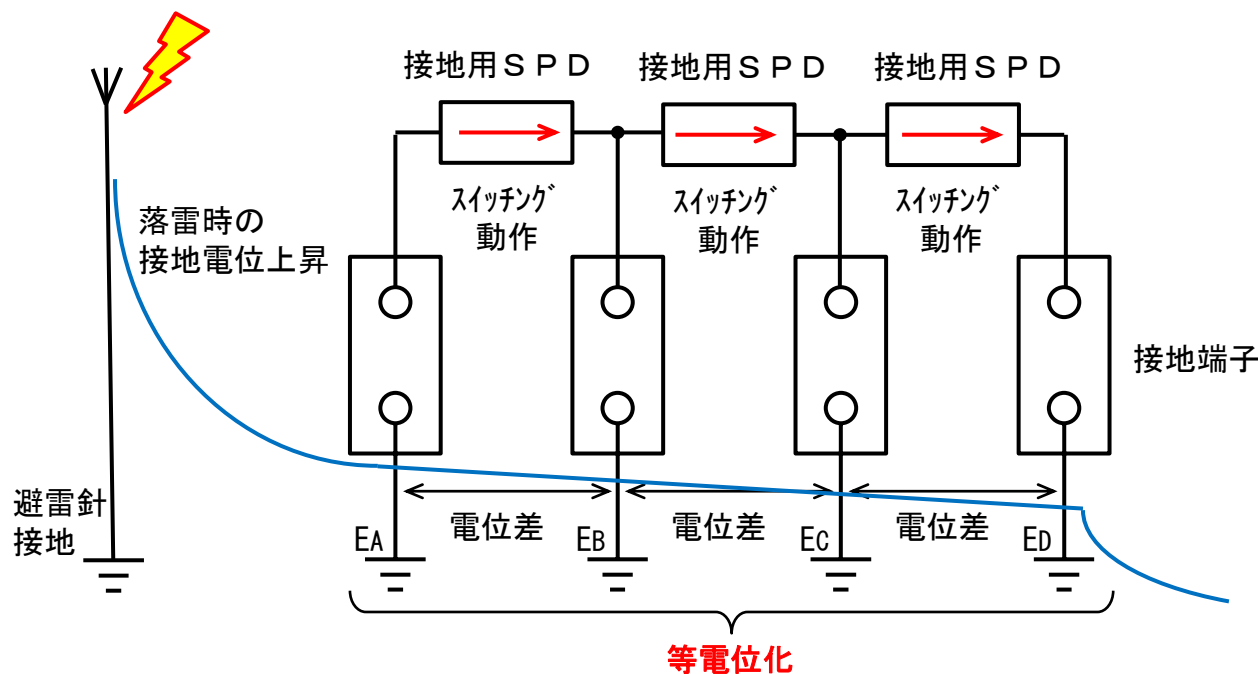 接地用ＳＰＤ
接地用ＳＰＤ
接地用ＳＰＤ
ｽｲｯﾁﾝｸﾞ
動作
ｽｲｯﾁﾝｸﾞ
動作
ｽｲｯﾁﾝｸﾞ
動作
落雷時の
接地電位上昇
接地端子
避雷針
接地
EA
電位差
EB
電位差
EC
電位差
ED
等電位化